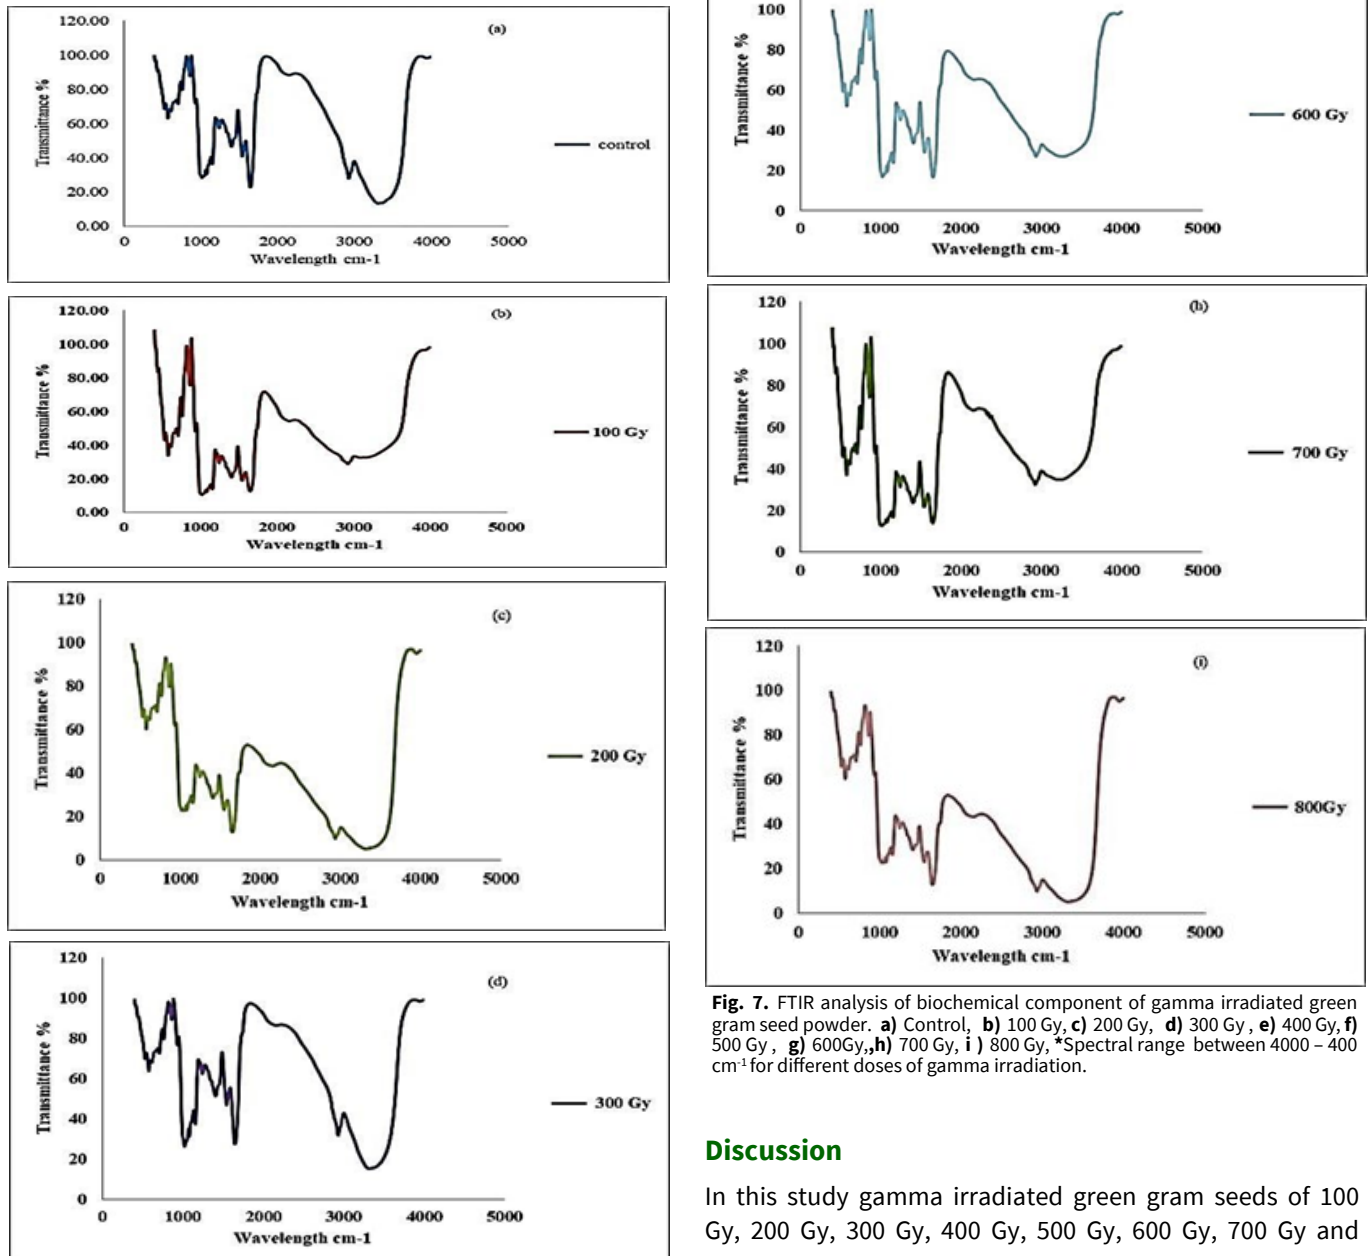 120.00
(a)
100.00
80.00
60.00
40.00
20.00
0.00
Transmittance %
control
0 1000 2000 3000 4000 5000
Wavelength cm-1
120.00
(b)
100.00
80.00
60.00
40.00
20.00
0.00
Transmittance %
100 Gy
0 1000 2000 3000 4000 5000
Wavelength cm-1
120
(c)
100
80
60
40
20
0
Transmittance %
200 Gy
0 1000 2000 3000 4000 5000
Wavelength cm-1
120
(d)
100
80
60
40
20
0
Transmittance %
300 Gy
0 1000 2000 3000 4000 5000
Wavelength cm-1
100
80
60
40
20
0
Transmittance %
600 Gy
0 1000 2000 3000 4000 5000
Wavelength cm-1
120
(h)
100
80
60
40
20
0
Transmittance %
700 Gy
0 1000 2000 3000 4000 5000
Wavelength cm-1
120
(i)
100
80
60
40
20
0
Transmittance %
800Gy
0 1000 2000 3000 4000 5000
Wavelength cm-1
Fig. 7. FTIR analysis of biochemical component of gamma irradiated green
gram seed powder. a) Control, b) 100 Gy, c) 200 Gy, d) 300 Gy , e) 400 Gy, f)
500 Gy , g) 600Gy,,h) 700 Gy, i ) 800 Gy, *Spectral range between 4000 – 400
cm-1 for different doses of gamma irradiation.
Discussion
In this study gamma irradiated green gram seeds of 100
Gy, 200 Gy, 300 Gy, 400 Gy, 500 Gy, 600 Gy, 700 Gy and